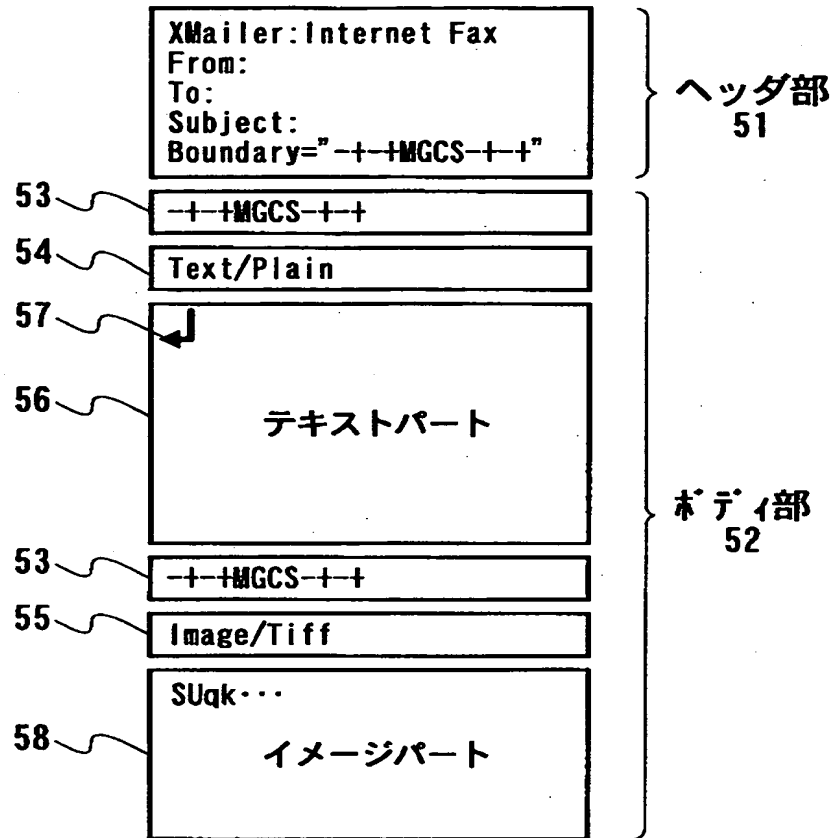 XMailer:Internet Fax
From:
To:
Subject:
Boundary="-+-+MGCS-+-+"
ヘッダ部
51
53
-+-+MGCS-+-+
54
Text/Plain
57
56
テキストパート
ボディ部
52
53
-+-+MGCS-+-+
55
Image/Tiff
SUqk・・・
58
イメージパート